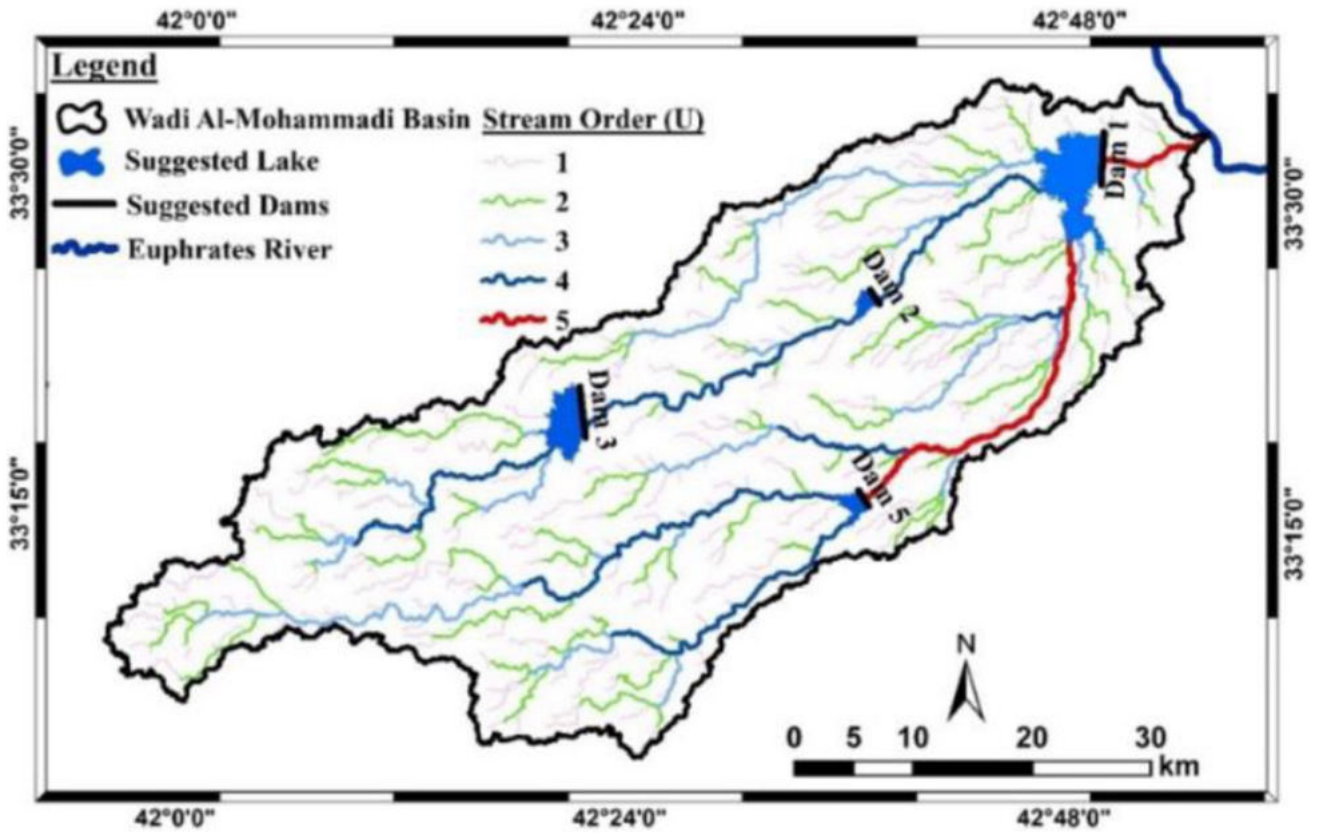 42°0'0" 42°24'0" 42°48'0"
Legend
Wadi Al-Mohammadi Basin
Suggested Lake
Suggested Dams
Euphrates River
Stream Order (U)
1
2
3
4
5
33°30'0"
33°15'0"
33°30'0"
33°15'0"
Dam 1
Dam 2
Dam 3
Dam 5
N
0 5 10 20 30
km
42°0'0" 42°24'0" 42°48'0"